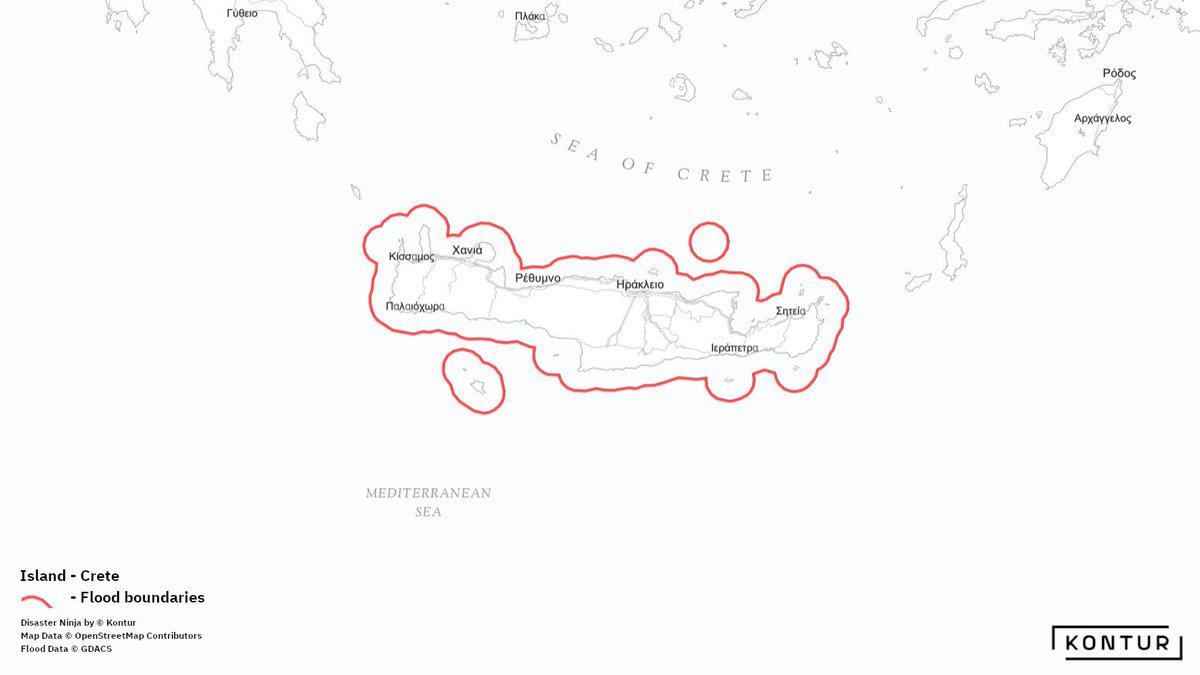 Γύθειο
Πλάκα
Ρόδος
Αρχάγγελος
SEA OF CRETE
Κίσσαμος
Χανιά
Ρέθυμνο
Ηράκλειο
Παλαιόχωρα
Σητεία
Ιεράπετρα
MEDITERRANEAN
SEA
Island - Crete
- Flood boundaries
Disaster Ninja by © Kontur
Map Data © OpenStreetMap Contributors
Flood Data © GDACS
KONTUR